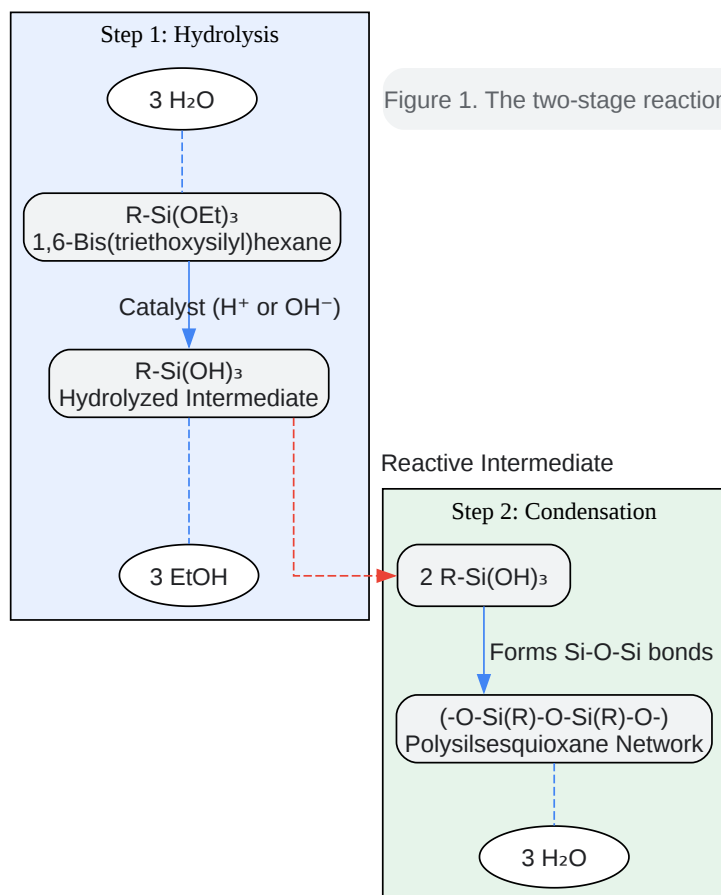 Step 1: Hydrolysis
3 H₂O
Figure 1. The two-stage reaction
R-Si(OEt)₃
1,6-Bis(triethoxysilyl)hexane
Catalyst (H⁺ or OH⁻)
R-Si(OH)₃
Hydrolyzed Intermediate
3 EtOH
Reactive Intermediate
Step 2: Condensation
2 R-Si(OH)₃
Forms Si-O-Si bonds
(-O-Si(R)-O-Si(R)-O-)
Polysilsesquioxane Network
3 H₂O